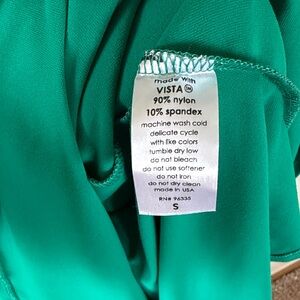 made with
VISTA™
90% nylon
10% spandex
machine wash cold
delicate cycle
with like colors
tumble dry low
do not bleach
do not use softener
do not iron
do not dry clean
made in USA
RN# 96335
S